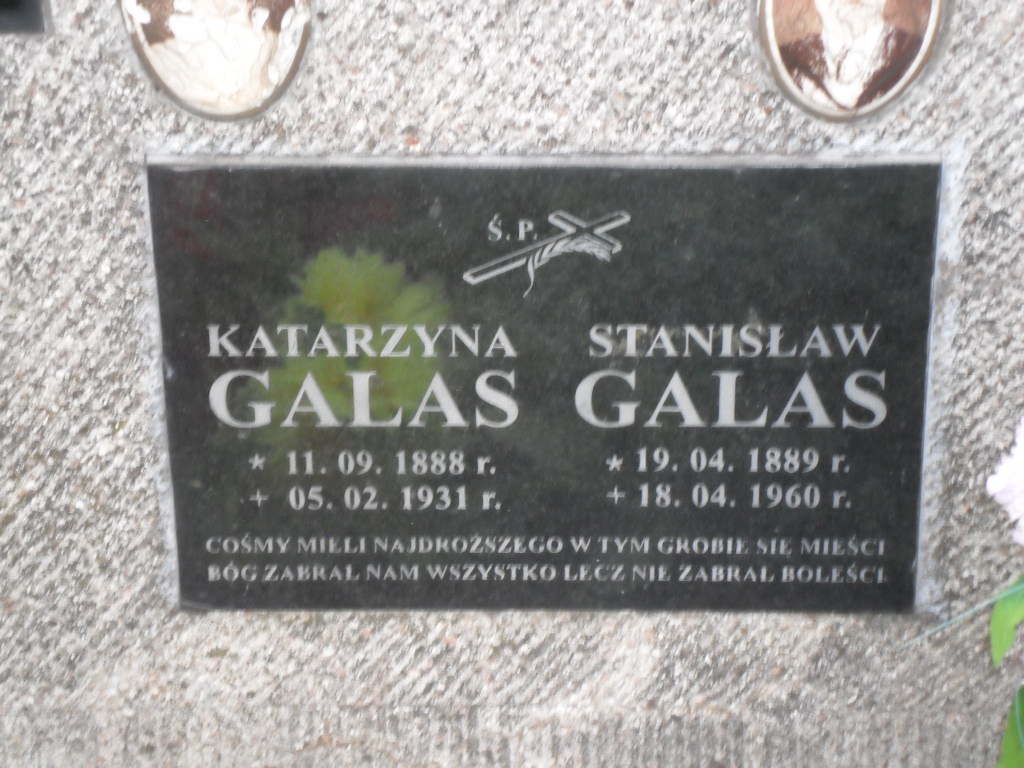 Ś. P.
KATARZYNA STANISŁAW
GALAS GALAS
* 11. 09. 1888 r. * 19. 04. 1889 r.
+ 05. 02. 1931 r. + 18. 04. 1960 r.
COŚMY MIELI NAJDROŻSZEGO W TYM GROBIE SIĘ MIEŚCI
BÓG ZABRAŁ NAM WSZYSTKO LECZ NIE ZABRAŁ BOLEŚCI.